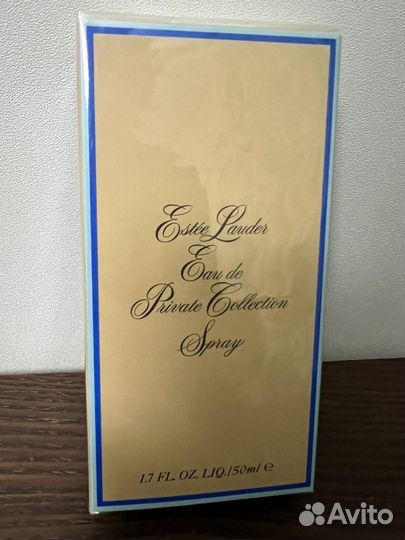 Estée Lauder
Eau de
Private Collection
Spray
1.7 FL. OZ. LIQ./50ml ℮
Avito